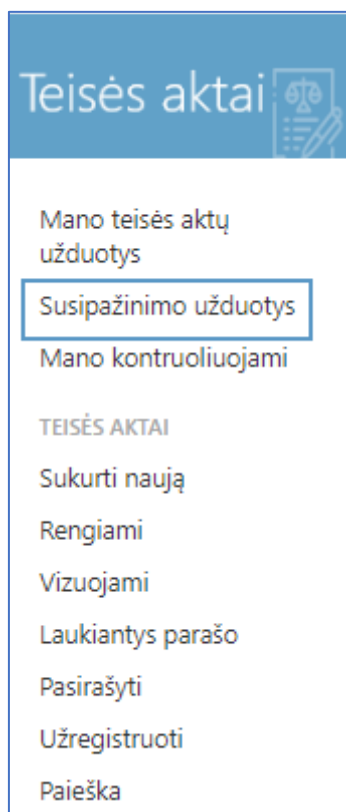 Teisės aktai
Mano teisės aktų
užduotys
Susipažinimo užduotys
Mano kontruoliuojami
TEISĖS AKTAI
Sukurti naują
Rengiami
Vizuojami
Laukiantys parašo
Pasirašyti
Užregistruoti
Paieška